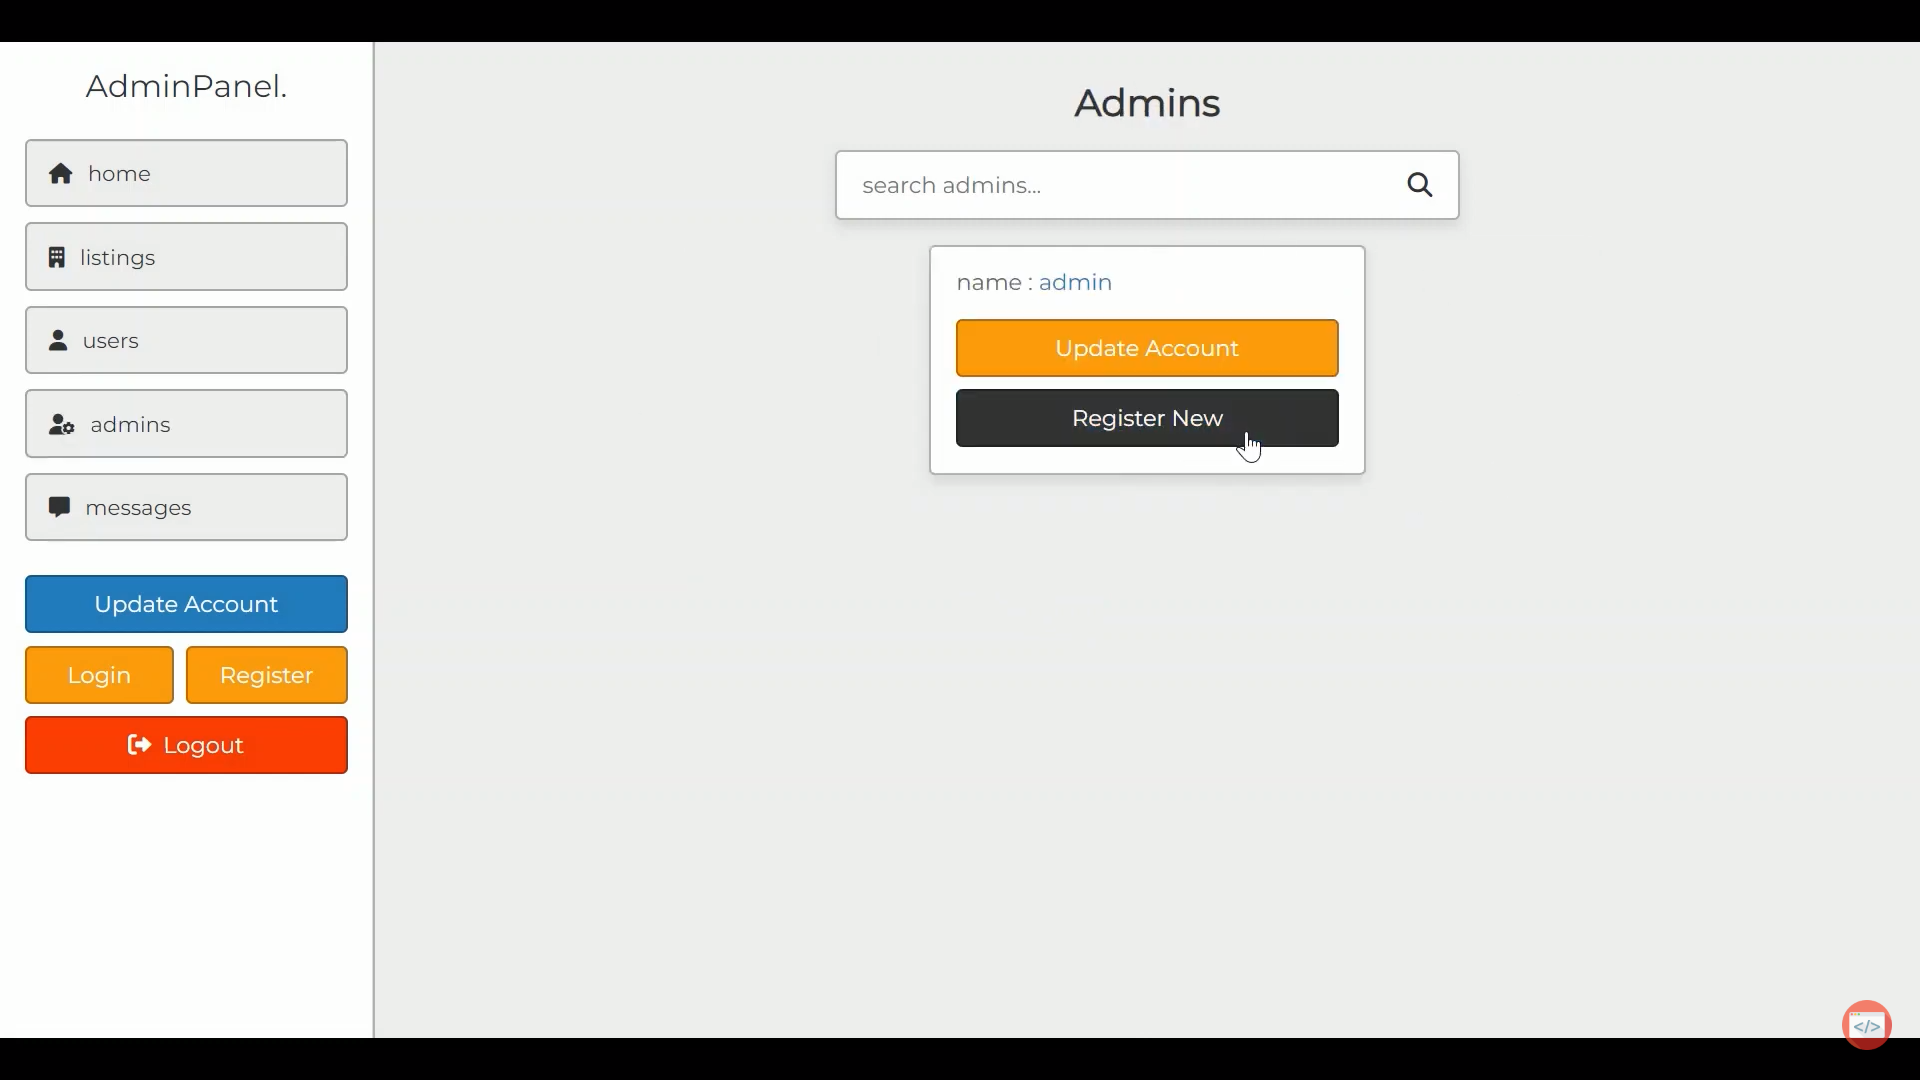 AdminPanel.
home
listings
users
admins
messages
Update Account
Login
Register
Logout
Admins
search admins...
name : admin
Update Account
Register New
</>